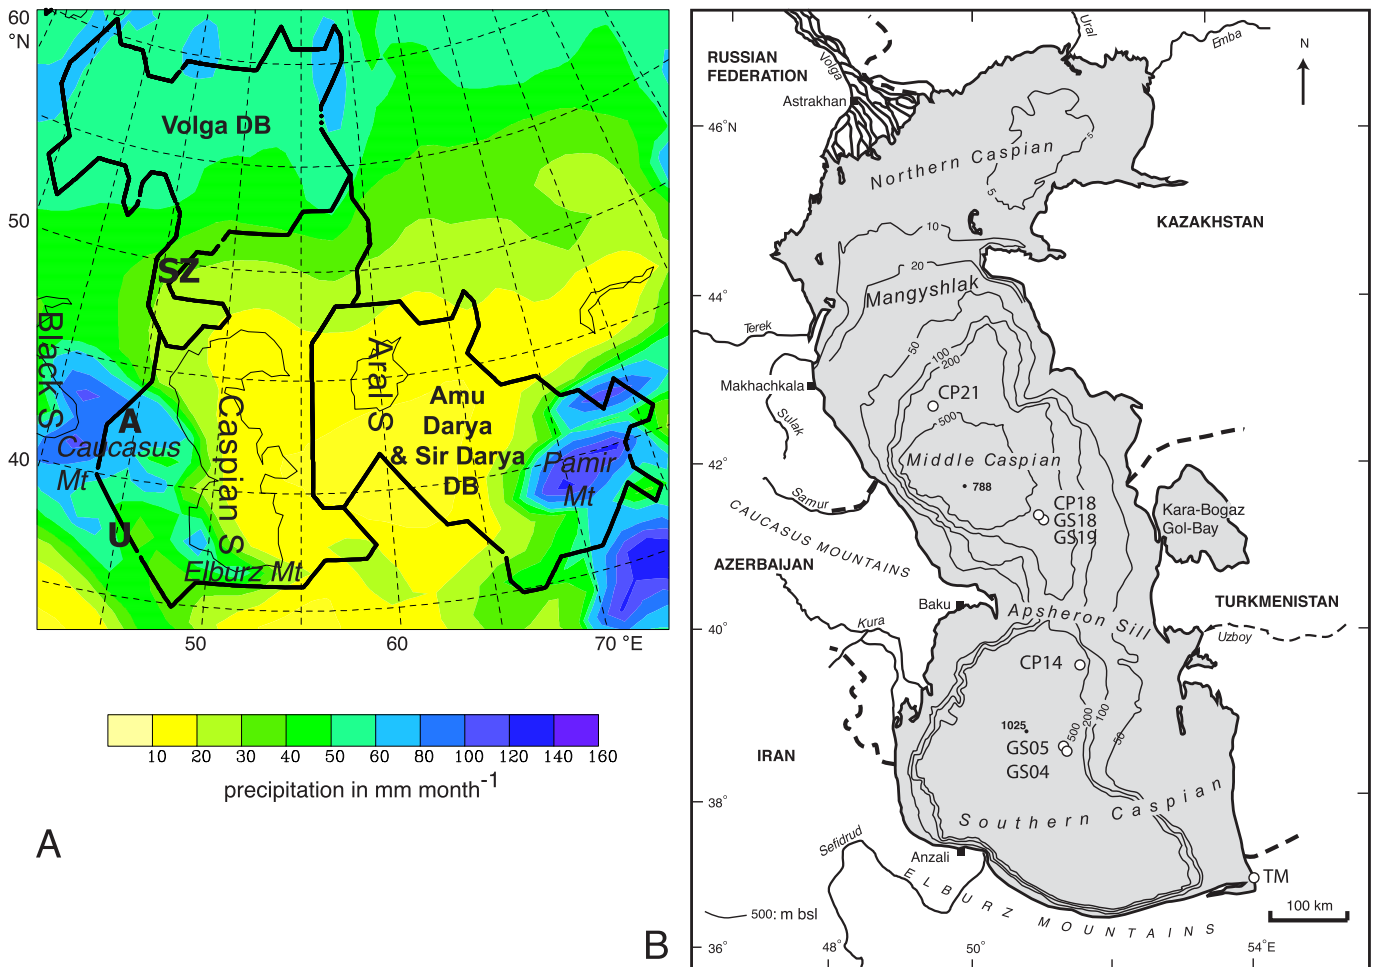 60
°N
50
40
Volga DB
SZ
Black S
A
Caucasus
Mt
U
Caspian S
Elburz Mt
Aral S
Amu
Darya
& Sir Darya
DB
Pamir
Mt
50
60
70 °E
10 20 30 40 50 60 80 100 120 140 160
precipitation in mm month-1
A
RUSSIAN
FEDERATION
Volga
Astrakhan
Ural
Emba
N
46°N
Northern Caspian
5
5
KAZAKHSTAN
10
20
44°
Mangyshlak
Terek
50
100
200
Makhachkala
CP21
Sulak
500
42°
Middle Caspian
788
Samur
CP18
GS18
GS19
Kara-Bogaz
Gol-Bay
CAUCASUS MOUNTAINS
AZERBAIJAN
Baku
Apsheron Sill
TURKMENISTAN
40°
Kura
Uzboy
CP14
1025
500
200
100
50
GS05
GS04
IRAN
38°
Southern Caspian
Sefidrud
Anzali
ELBURZ MOUNTAINS
TM
100 km
500: m bsl
B
36°
48°
50°
54°E